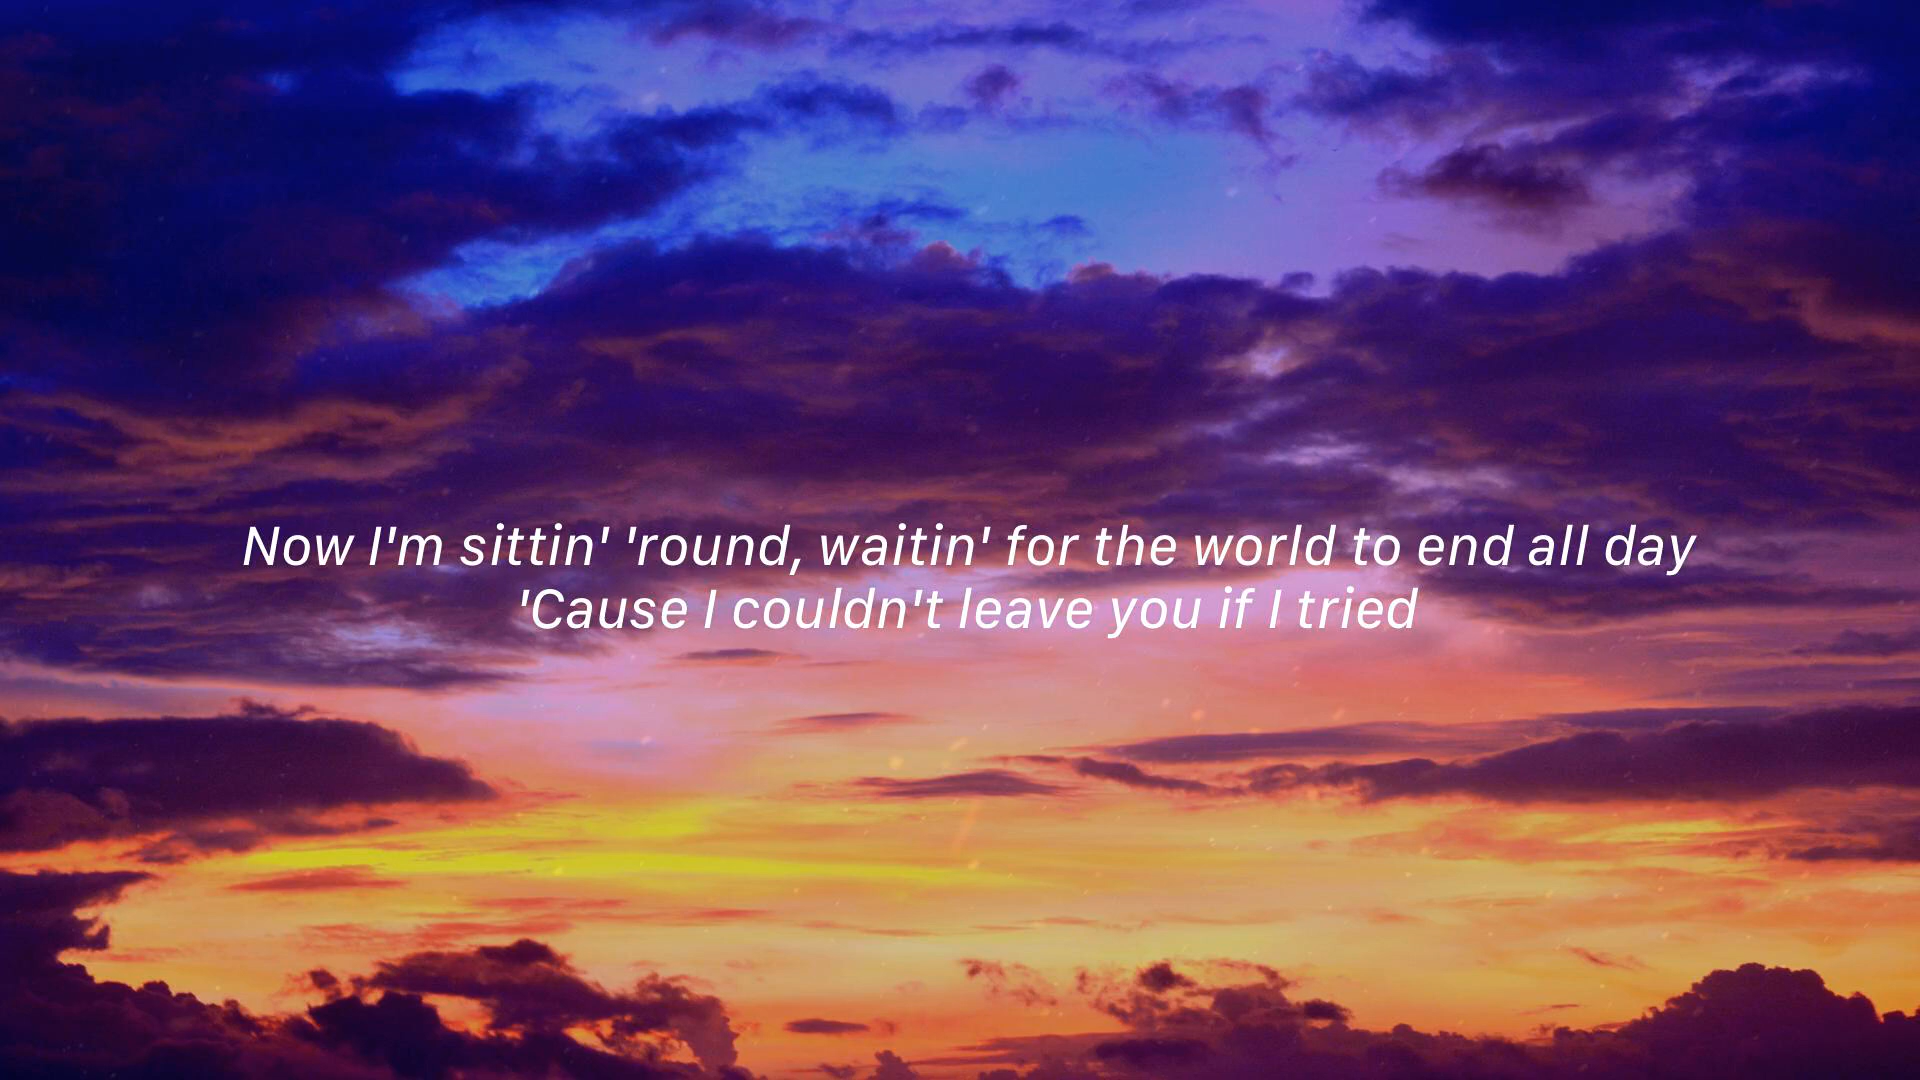 Now I'm sittin' 'round, waitin' for the world to end all day
'Cause I couldn't leave you if I tried